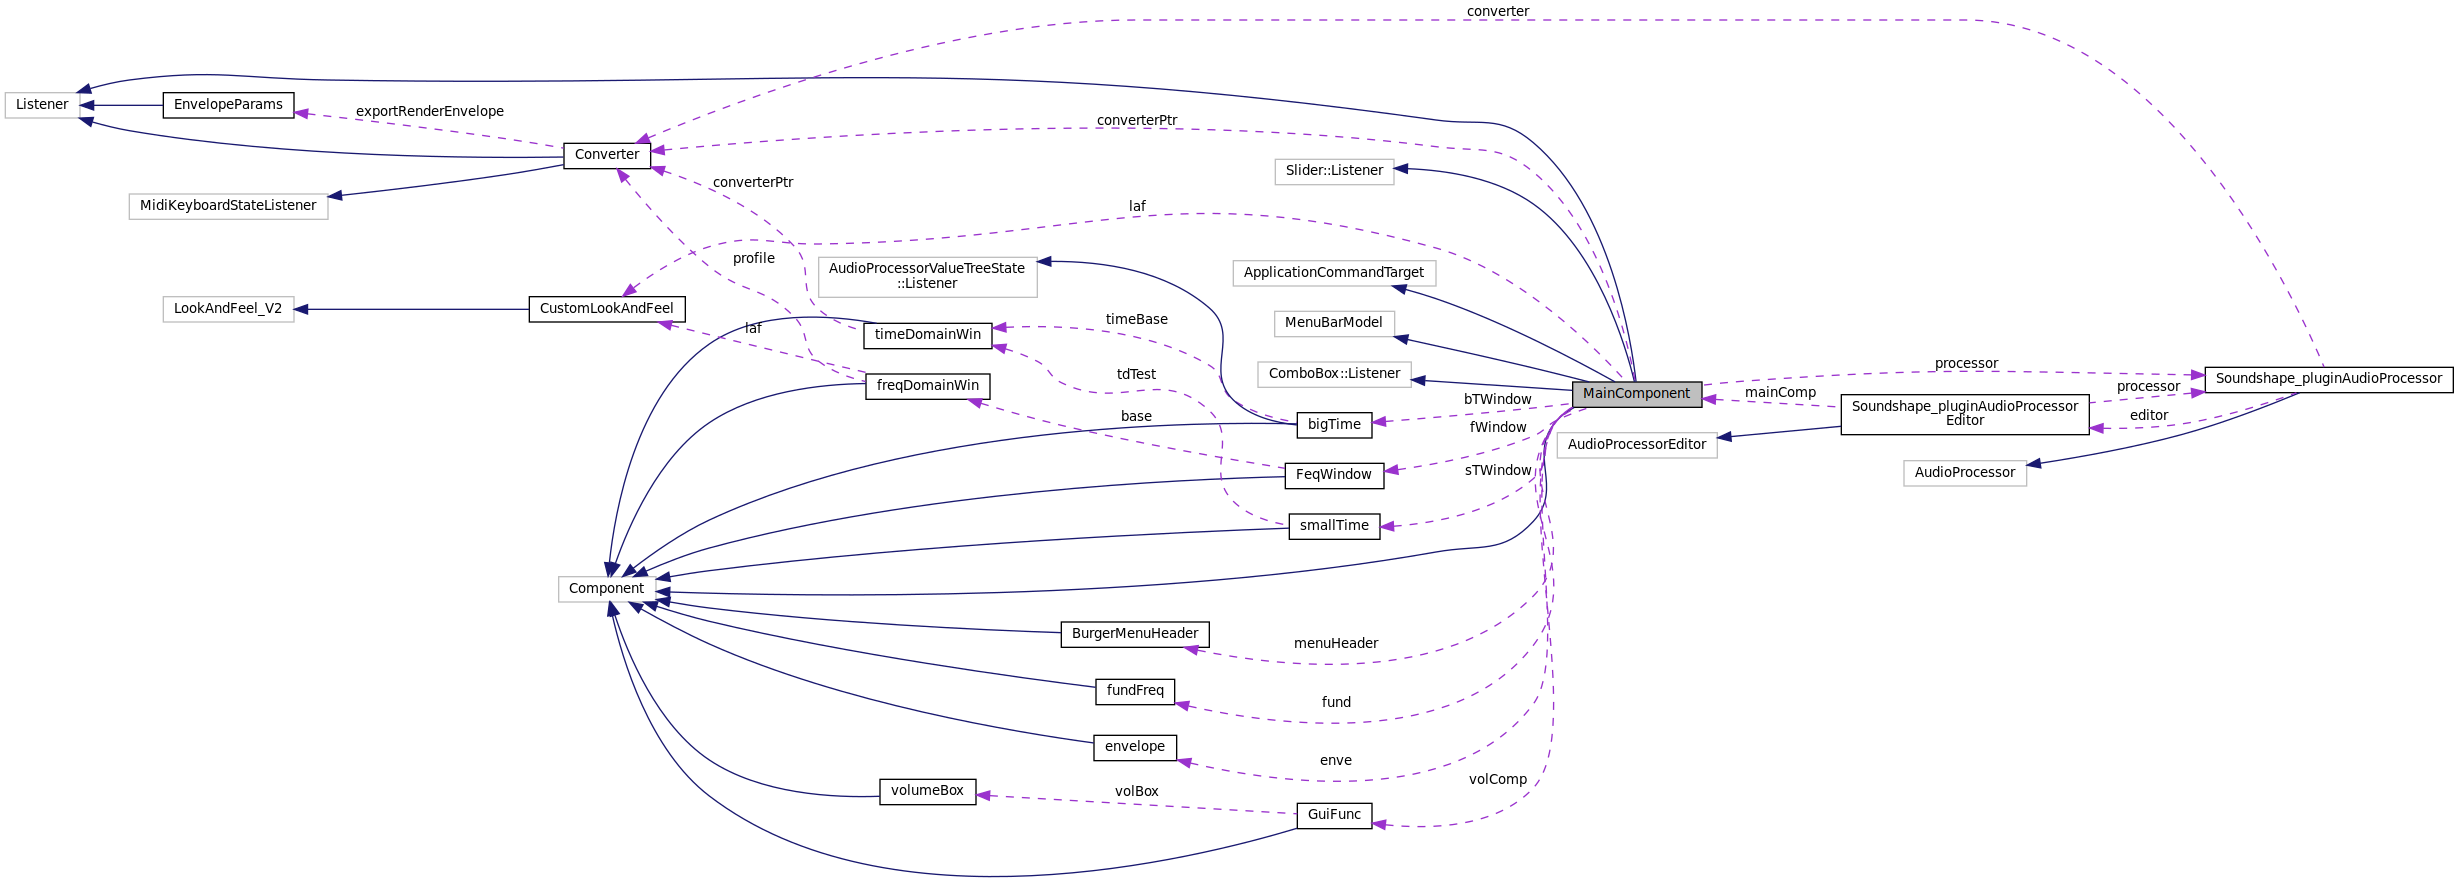 converter
Listener
EnvelopeParams
exportRenderEnvelope
converterPtr
Converter
Slider::Listener
converterPtr
MidiKeyboardStateListener
laf
profile
AudioProcessorValueTreeState
::Listener
ApplicationCommandTarget
LookAndFeel_V2
CustomLookAndFeel
laf
timeDomainWin
timeBase
MenuBarModel
processor
tdTest
ComboBox::Listener
Soundshape_pluginAudioProcessor
freqDomainWin
MainComponent
mainComp
processor
base
bTWindow
Soundshape_pluginAudioProcessor
Editor
editor
bigTime
fWindow
AudioProcessorEditor
FeqWindow
sTWindow
AudioProcessor
smallTime
Component
BurgerMenuHeader
menuHeader
fundFreq
fund
envelope
enve
volumeBox
volBox
volComp
GuiFunc